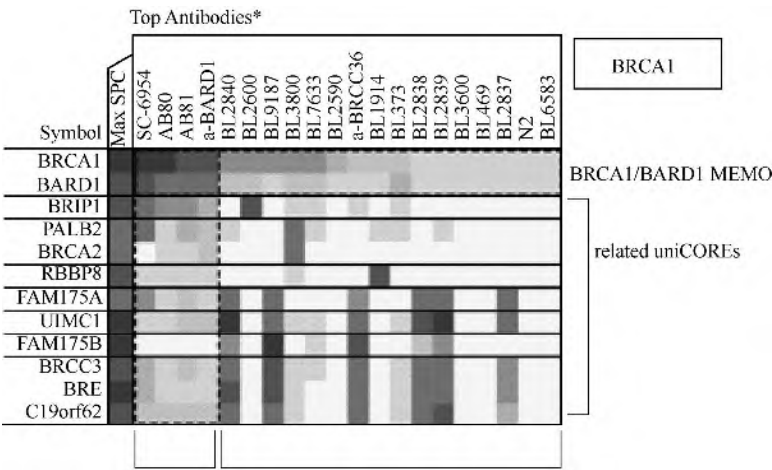 Top Antibodies*
BRCA1
Symbol
Max SPC
SC-6954
AB80
AB81
a-BARD1
BL2840
BL2600
BL9187
BL3800
BL7633
BL2590
a-BRCC36
BL1914
BL373
BL2838
BL2839
BL3600
BL469
BL2837
N2
BL6583
BRCA1
BARD1
BRCA1/BARD1 MEMO
BRIP1
PALB2
BRCA2
related uniCOREs
RBBP8
FAM175A
UIMC1
FAM175B
BRCC3
BRE
C19orf62